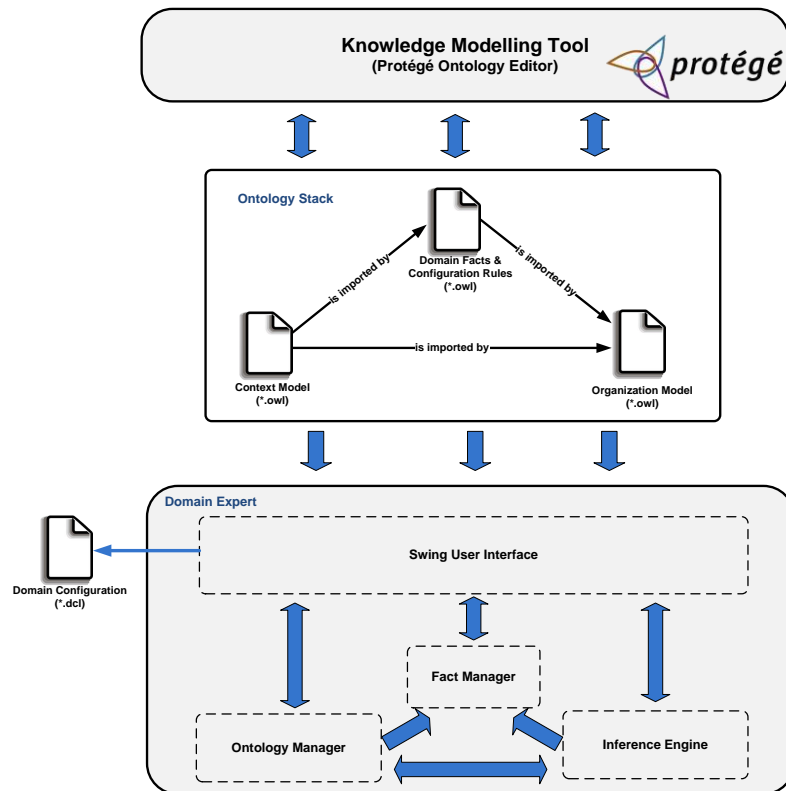 Knowledge Modelling Tool
(Protégé Ontology Editor)
protégé
Ontology Stack
Domain Facts &
Configuration Rules
(*.owl)
is imported by
is imported by
is imported by
Context Model
(*.owl)
Organization Model
(*.owl)
Domain Expert
Swing User Interface
Domain Configuration
(*.dcl)
Fact Manager
Ontology Manager
Inference Engine